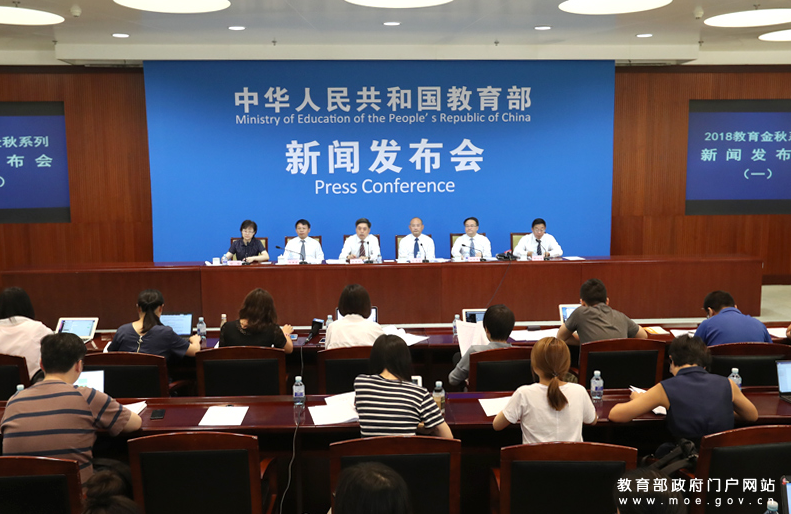 中华人民共和国教育部
Ministry of Education of the People's Republic of China
新闻发布会
Press Conference
金秋系列
发布会
）
2018教育金秋系
新闻发布
（一）
教育部政府门户网站
www.moe.gov.cn